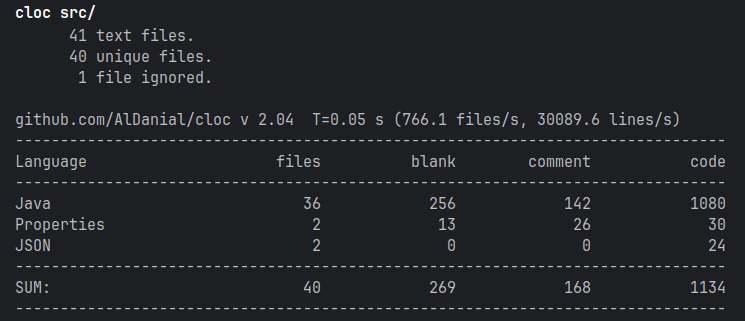 cloc src/
41 text files.
40 unique files.
1 file ignored.
github.com/AlDanial/cloc v 2.04  T=0.05 s (766.1 files/s, 30089.6 lines/s)
-------------------------------------------------------------------------------
Language                     files          blank        comment           code
-------------------------------------------------------------------------------
Java                            36            256            142           1080
Properties                       2             13             26             30
JSON                             2              0              0             24
-------------------------------------------------------------------------------
SUM:                            40            269            168           1134
-------------------------------------------------------------------------------